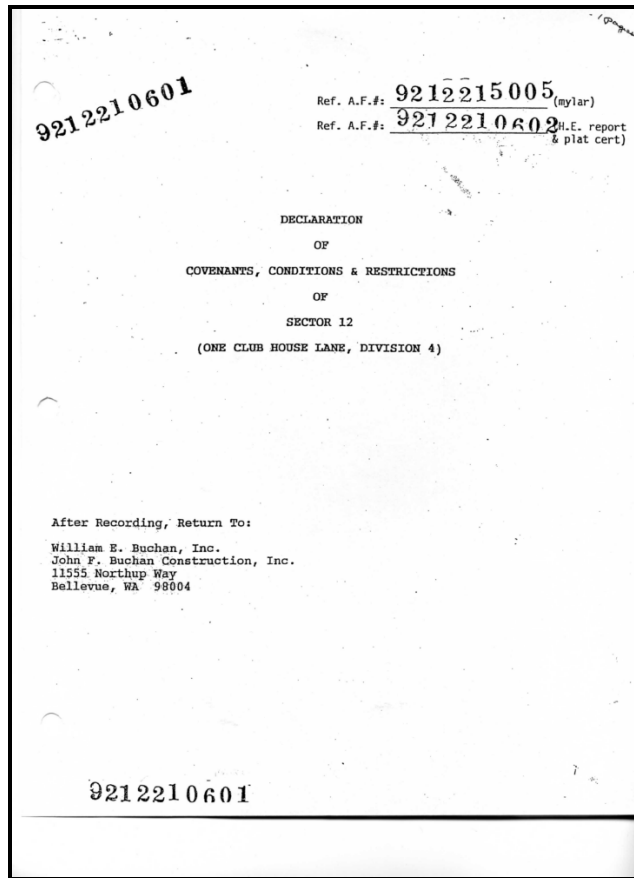 pages
9212210601
Ref. A.F.#: 9212215005 (mylar)
Ref. A.F.#: 9212210602 H.E. report
& plat cert)
DECLARATION
OF
COVENANTS, CONDITIONS & RESTRICTIONS
OF
SECTOR 12
(ONE CLUB HOUSE LANE, DIVISION 4)
After Recording, Return To:
William E. Buchan, Inc.
John F. Buchan Construction, Inc.
11555 Northup Way
Bellevue, WA 98004
9212210601